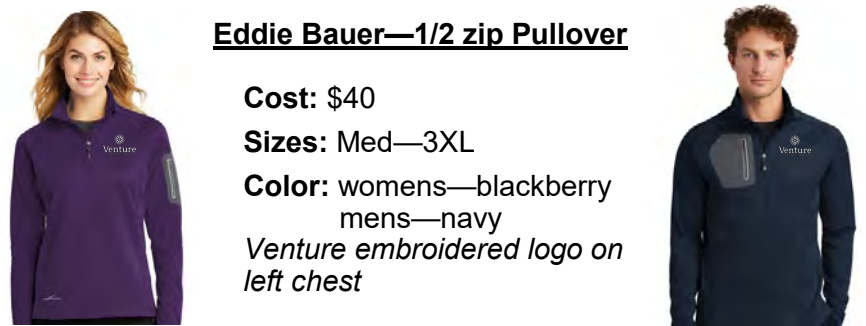 Eddie Bauer—1/2 zip Pullover
Cost: $40
Sizes: Med—3XL
Color: womens—blackberry
mens—navy
Venture embroidered logo on
left chest
Venture
Venture